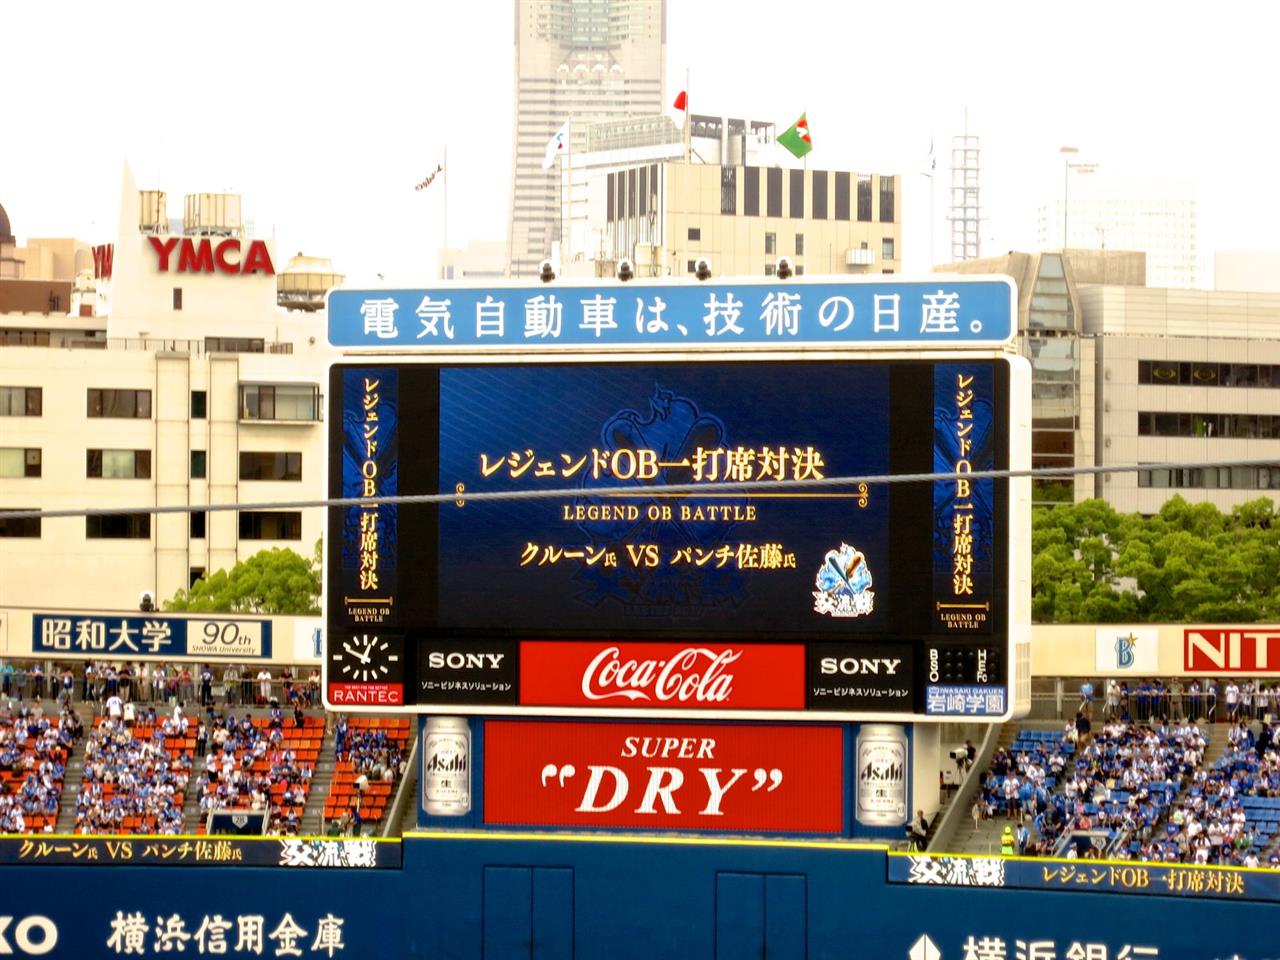 YMCA
電気自動車は、技術の日産。
レジェンドOB一打席対決
LEGEND OB BATTLE
レジェンドOB一打席対決
LEGEND OB BATTLE
クルーン氏 VS パンチ佐藤氏
レジェンドOB一打席対決
LEGEND OB BATTLE
昭和大学 90th
SHOWA University
RANTEC
SONY
ソニービジネスソリューション
Coca-Cola
SONY
ソニービジネスソリューション
B H
S E
O Fc
IWASAKI GAKUEN
岩崎学園
NIT
Asahi
生
SUPER
"DRY"
Asahi
生
クルーン氏 VS パンチ佐藤氏 交流戦
交流戦 レジェンドOB一打席対決
KO 横浜信用金庫
横浜銀行